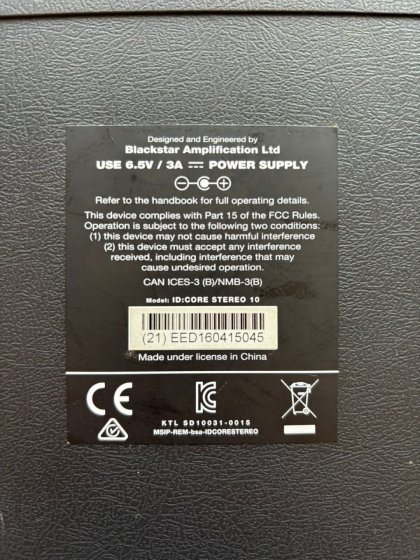 Designed and Engineered by
Blackstar Amplification Ltd
USE 6.5V / 3A ⎓ POWER SUPPLY
Refer to the handbook for full operating details.
This device complies with Part 15 of the FCC Rules.
Operation is subject to the following two conditions:
(1) this device may not cause harmful interference
(2) this device must accept any interference
received, including interference that may
cause undesired operation.
CAN ICES-3 (B)/NMB-3(B)
Model: ID:CORE STEREO 10
(21) EED160415045
Made under license in China
CE
KTL SD10031-0015
MSIP-REM-bsa-IDCORESTEREO